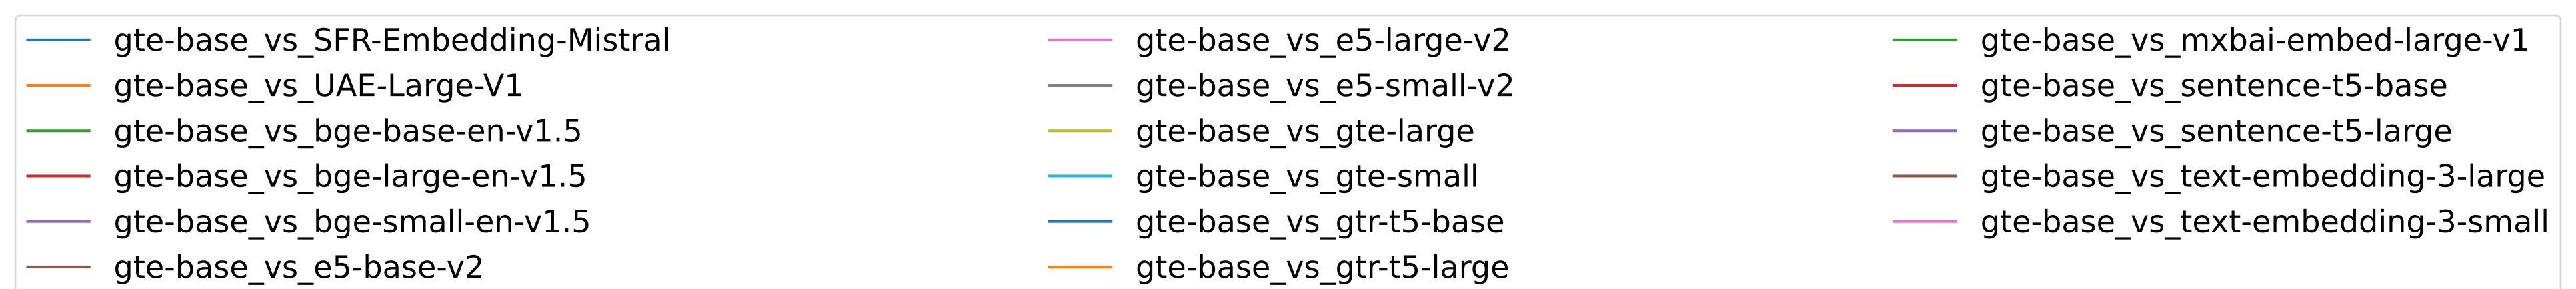 gte-base_vs_SFR-Embedding-Mistral
gte-base_vs_UAE-Large-V1
gte-base_vs_bge-base-en-v1.5
gte-base_vs_bge-large-en-v1.5
gte-base_vs_bge-small-en-v1.5
gte-base_vs_e5-base-v2
gte-base_vs_e5-large-v2
gte-base_vs_e5-small-v2
gte-base_vs_gte-large
gte-base_vs_gte-small
gte-base_vs_gtr-t5-base
gte-base_vs_gtr-t5-large
gte-base_vs_mxbai-embed-large-v1
gte-base_vs_sentence-t5-base
gte-base_vs_sentence-t5-large
gte-base_vs_text-embedding-3-large
gte-base_vs_text-embedding-3-small